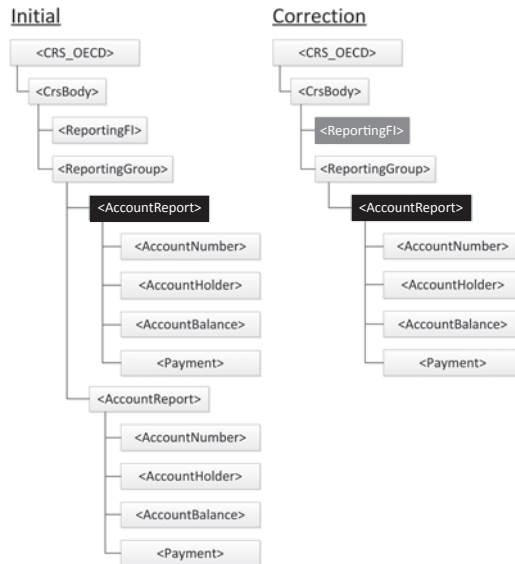 Initial
<CRS_OECD>
<CrsBody>
<ReportingFI>
<ReportingGroup>
<AccountReport>
<AccountNumber>
<AccountHolder>
<AccountBalance>
<Payment>
<AccountReport>
<AccountNumber>
<AccountHolder>
<AccountBalance>
<Payment>
Correction
<CRS_OECD>
<CrsBody>
<ReportingFI>
<ReportingGroup>
<AccountReport>
<AccountNumber>
<AccountHolder>
<AccountBalance>
<Payment>